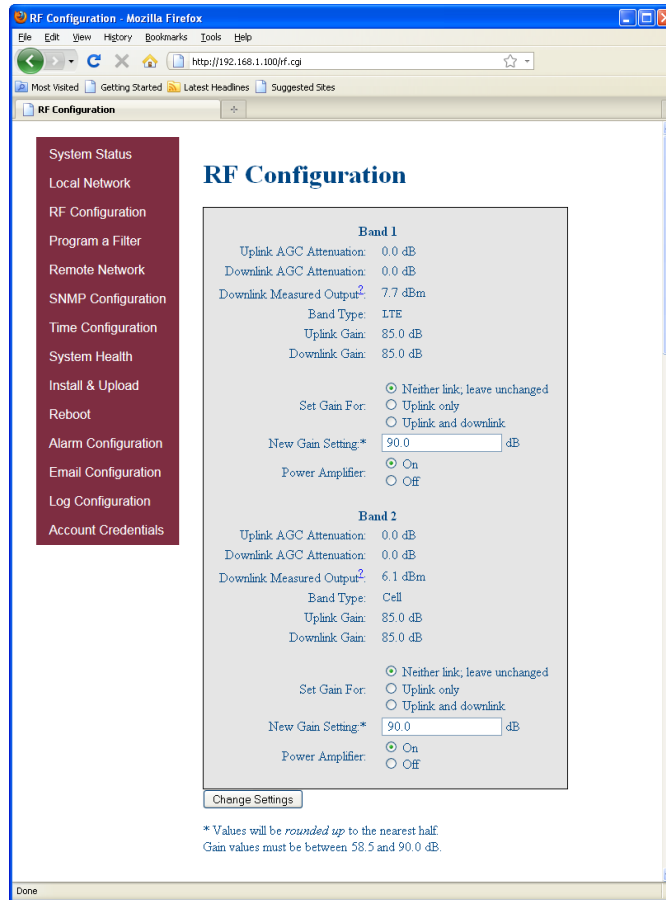 RF Configuration - Mozilla Firefox
File Edit View History Bookmarks Tools Help
http://192.168.1.100/rf.cgi
Most Visited Getting Started Latest Headlines Suggested Sites
RF Configuration
System Status
Local Network
RF Configuration
Program a Filter
Remote Network
SNMP Configuration
Time Configuration
System Health
Install & Upload
Reboot
Alarm Configuration
Email Configuration
Log Configuration
Account Credentials
RF Configuration
Band 1
Uplink AGC Attenuation: 0.0 dB
Downlink AGC Attenuation: 0.0 dB
Downlink Measured Output?: 7.7 dBm
Band Type: LTE
Uplink Gain: 85.0 dB
Downlink Gain: 85.0 dB
Set Gain For:
Neither link; leave unchanged
Uplink only
Uplink and downlink
New Gain Setting:* 90.0 dB
Power Amplifier:
On
Off
Band 2
Uplink AGC Attenuation: 0.0 dB
Downlink AGC Attenuation: 0.0 dB
Downlink Measured Output?: 6.1 dBm
Band Type: Cell
Uplink Gain: 85.0 dB
Downlink Gain: 85.0 dB
Set Gain For:
Neither link; leave unchanged
Uplink only
Uplink and downlink
New Gain Setting:* 90.0 dB
Power Amplifier:
On
Off
Change Settings
* Values will be rounded up to the nearest half.
Gain values must be between 58.5 and 90.0 dB.
Done